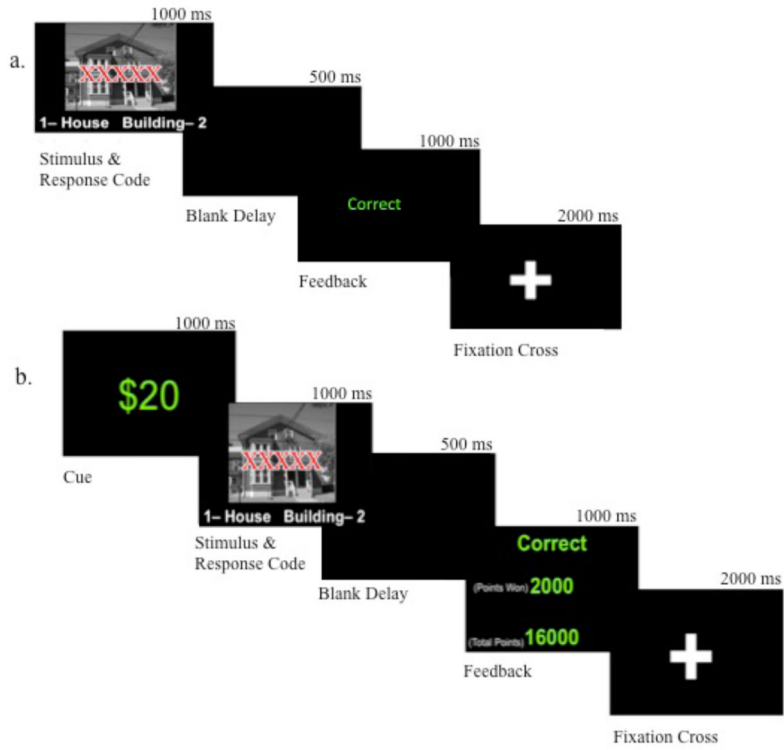 1000 ms
a.
XXXXX
1– House Building– 2
Stimulus &
Response Code
500 ms
Blank Delay
1000 ms
Correct
Feedback
2000 ms
Fixation Cross
b.
1000 ms
$20
Cue
1000 ms
XXXXX
1– House Building– 2
Stimulus &
Response Code
500 ms
Blank Delay
1000 ms
Correct
(Points Won) 2000
(Total Points) 16000
Feedback
2000 ms
Fixation Cross